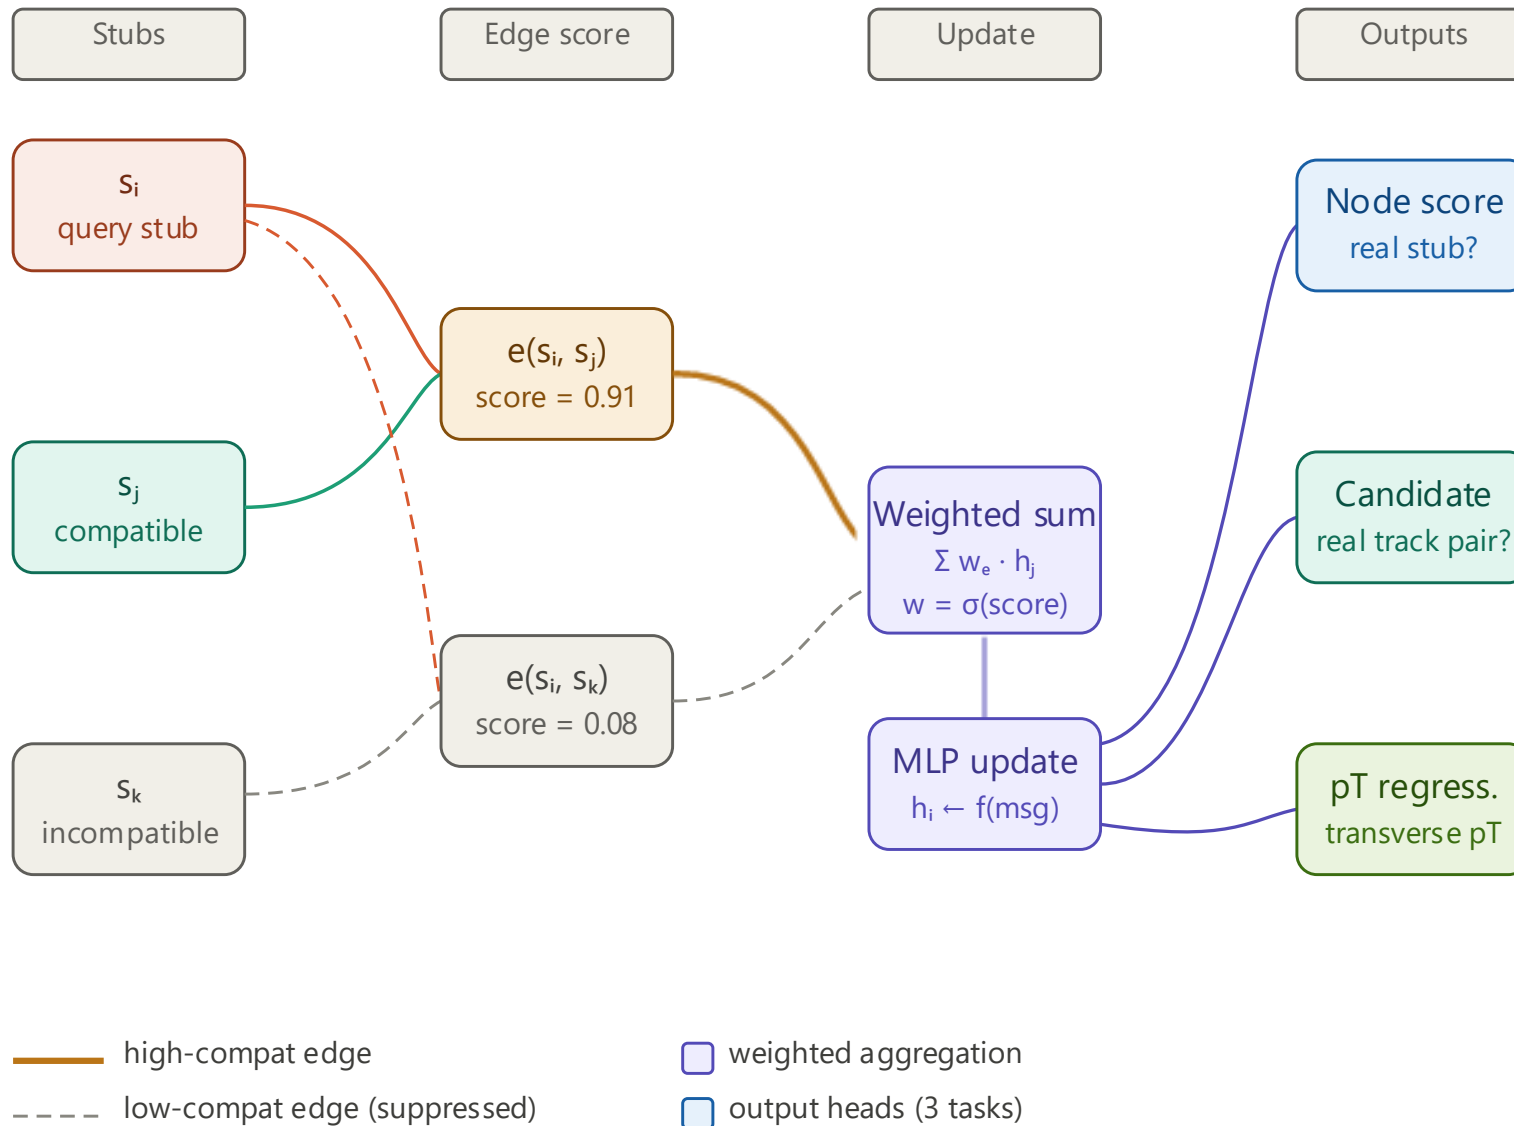 Stubs
Edge score
Update
Outputs
sᵢ
query stub
sⱼ
compatible
sₖ
incompatible
e(sᵢ, sⱼ)
score = 0.91
e(sᵢ, sₖ)
score = 0.08
Weighted sum
Σ wₑ · hⱼ
w = σ(score)
MLP update
hᵢ ← f(msg)
Node score
real stub?
Candidate
real track pair?
pT regress.
transverse pT
high-compat edge
weighted aggregation
low-compat edge (suppressed)
output heads (3 tasks)